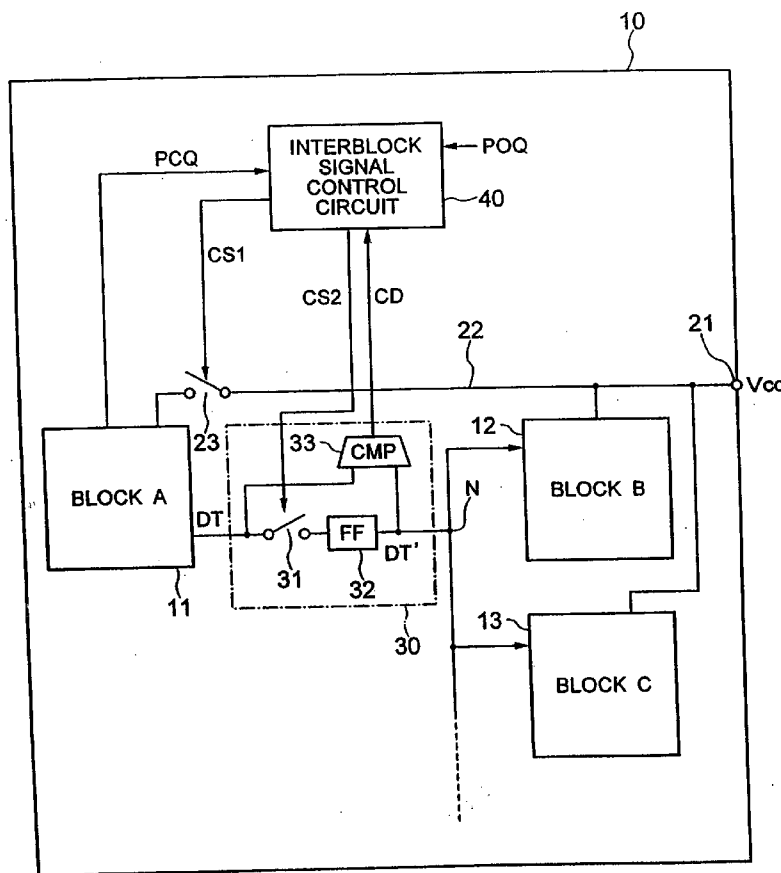 10
INTERBLOCK
SIGNAL
CONTROL
CIRCUIT
PCQ
POQ
40
CS1
CS2
CD
22
21
Vcc
23
33
CMP
12
BLOCK A
BLOCK B
DT
N
FF
DT'
31
32
11
30
13
BLOCK C